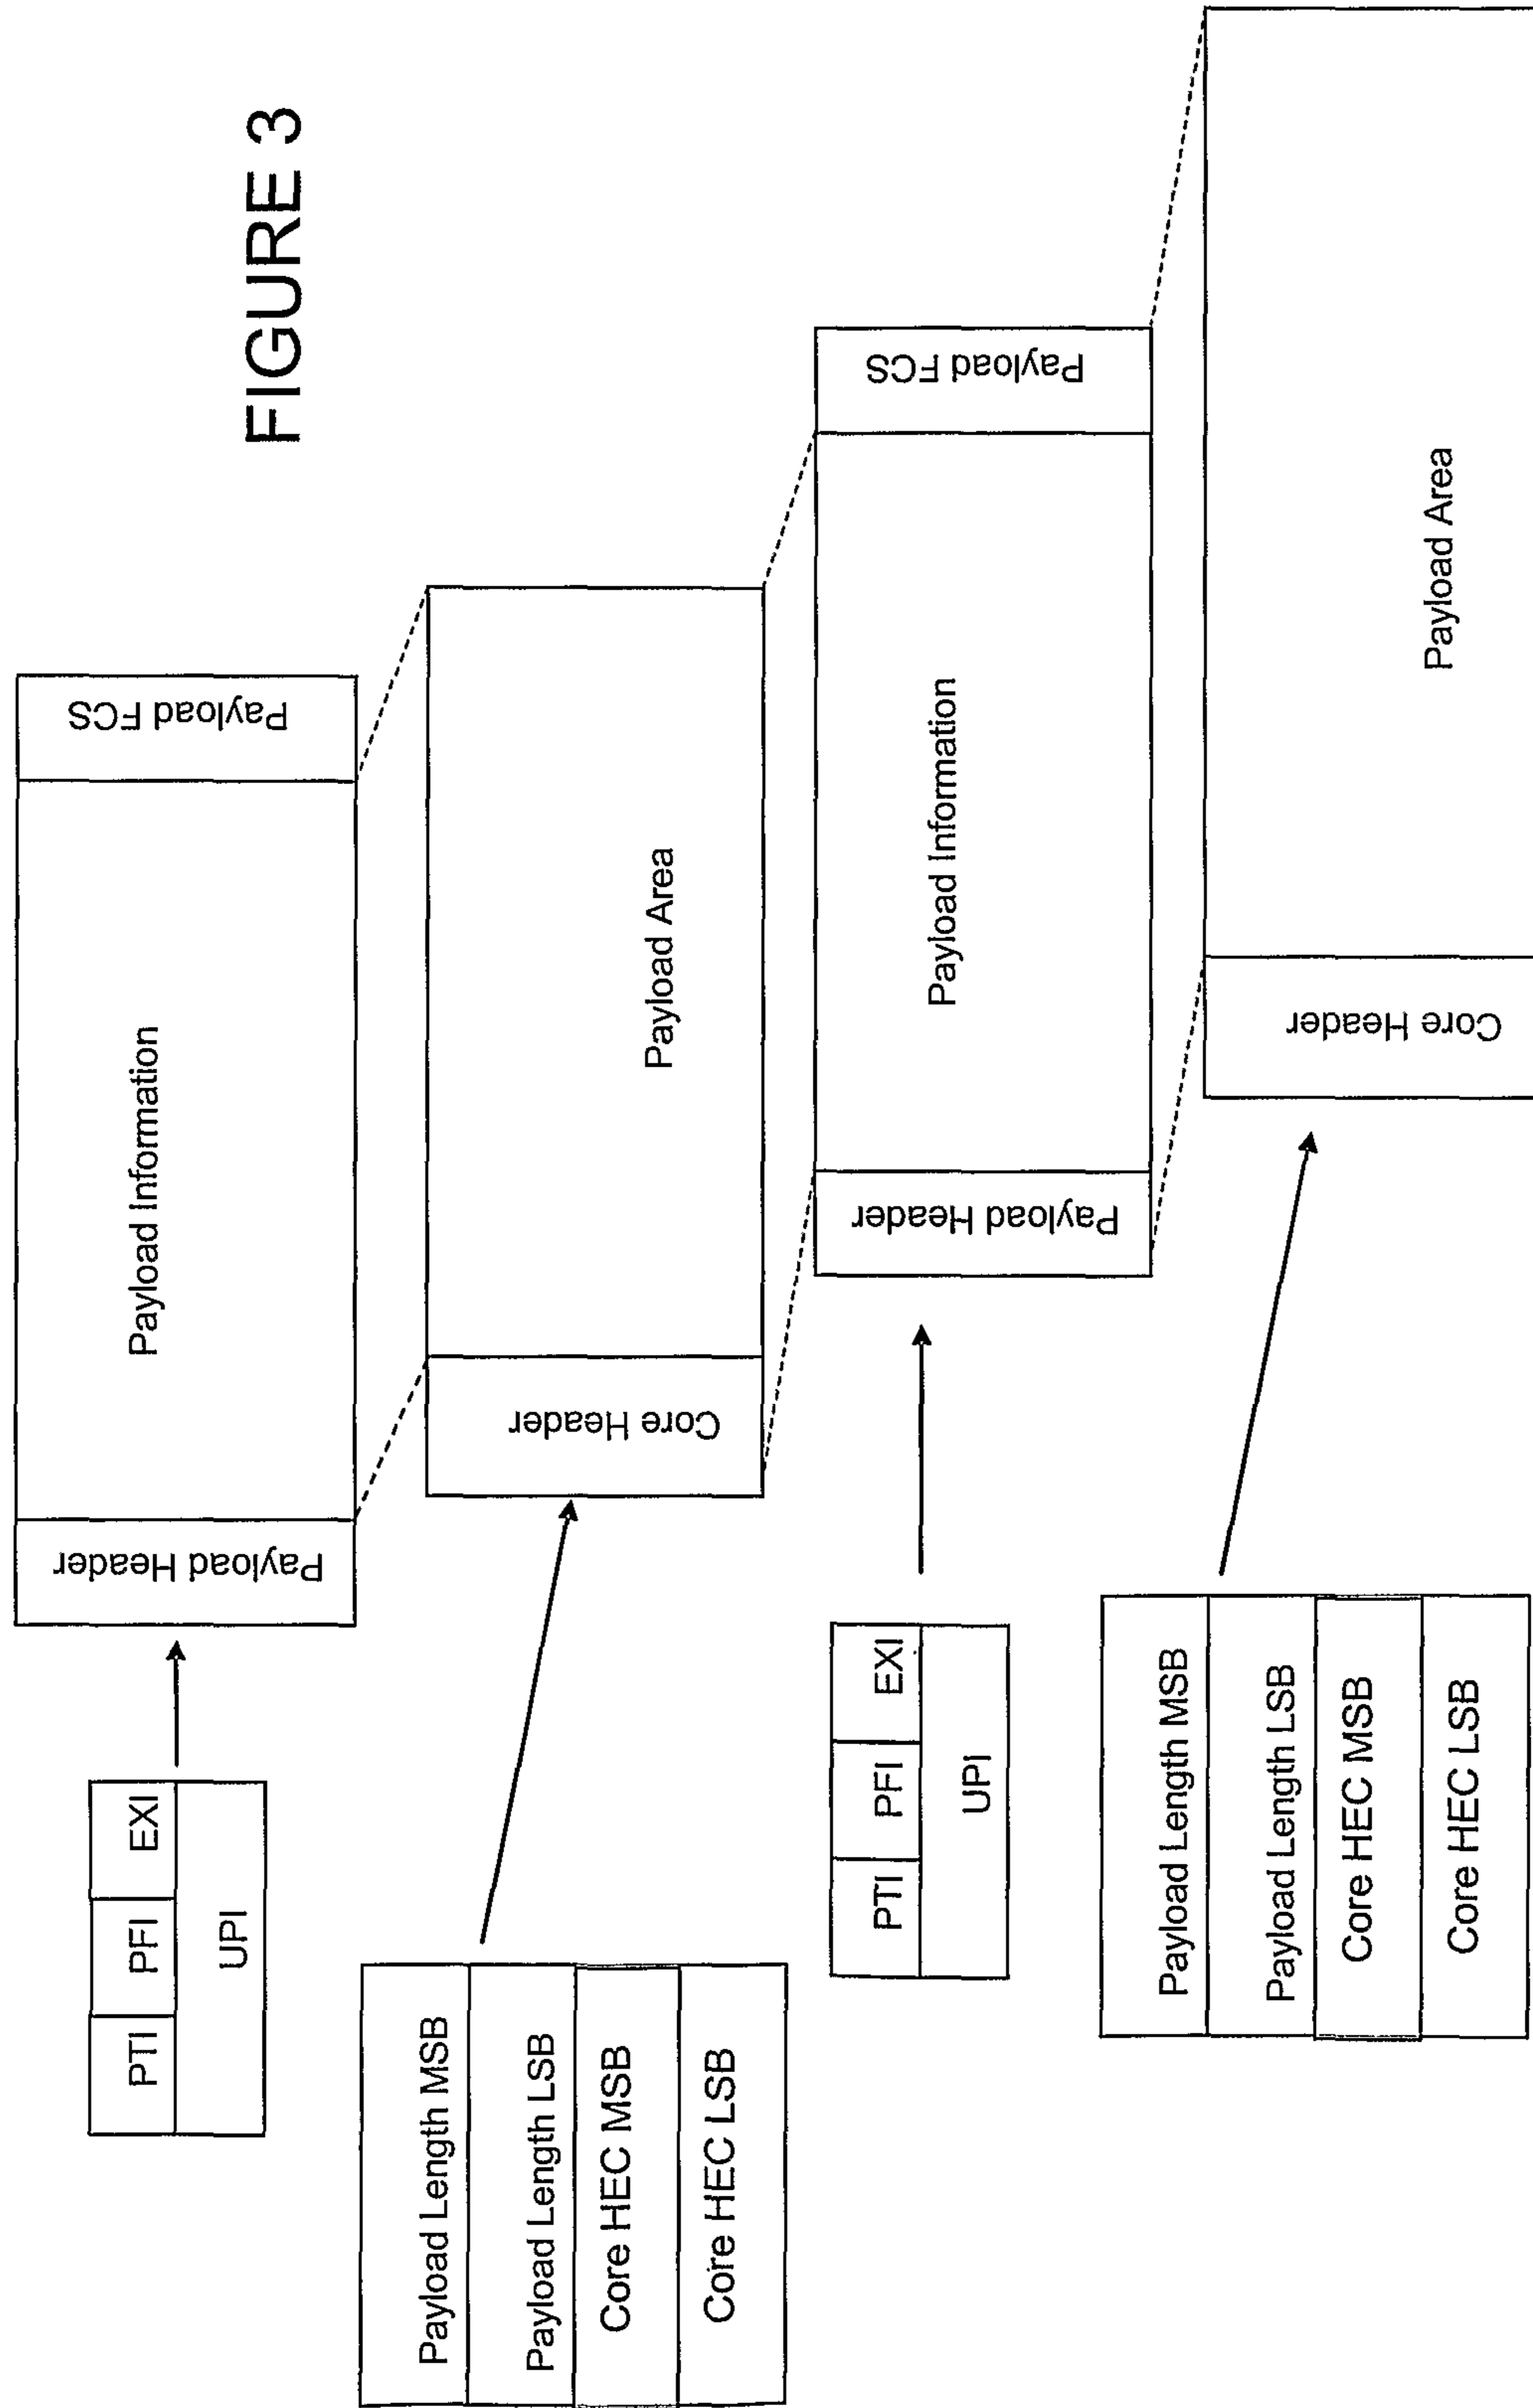 FIGURE 3
Payload Header
Payload Information
Payload FCS
PTI
PFI
EXI
UPI
Core Header
Payload Area
Payload Length MSB
Payload Length LSB
Core HEC MSB
Core HEC LSB
Payload Header
Payload Information
Payload FCS
PTI
PFI
EXI
UPI
Core Header
Payload Area
Payload Length MSB
Payload Length LSB
Core HEC MSB
Core HEC LSB